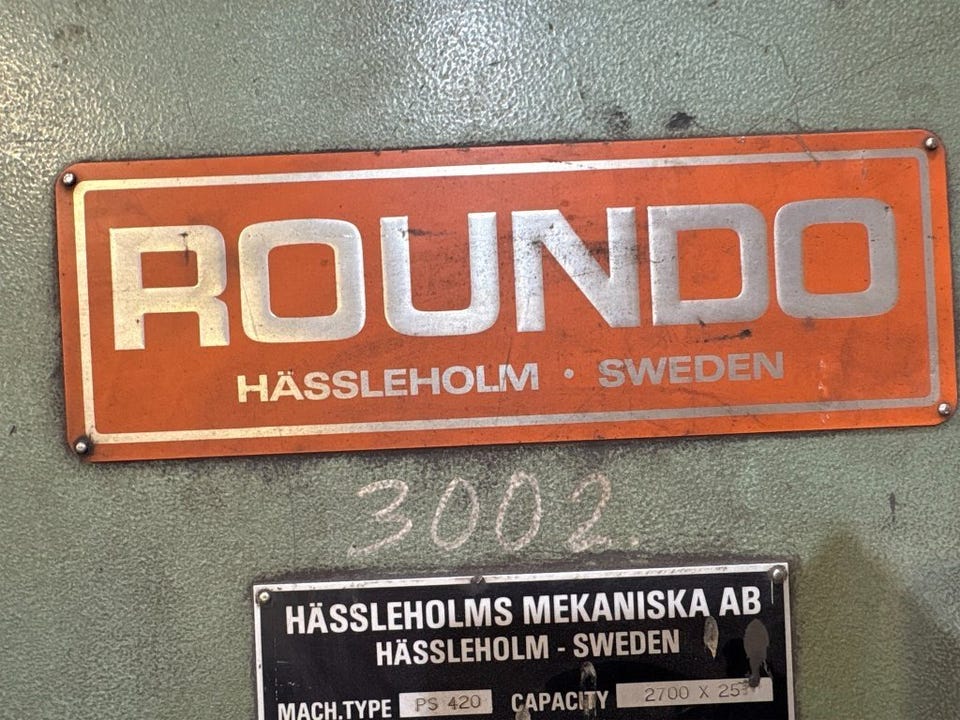 ROUNDO
HÄSSLEHOLM · SWEDEN
3002.
HÄSSLEHOLMS MEKANISKA AB
HÄSSLEHOLM - SWEDEN
MACH.TYPE PS 420 CAPACITY 2700 X 25